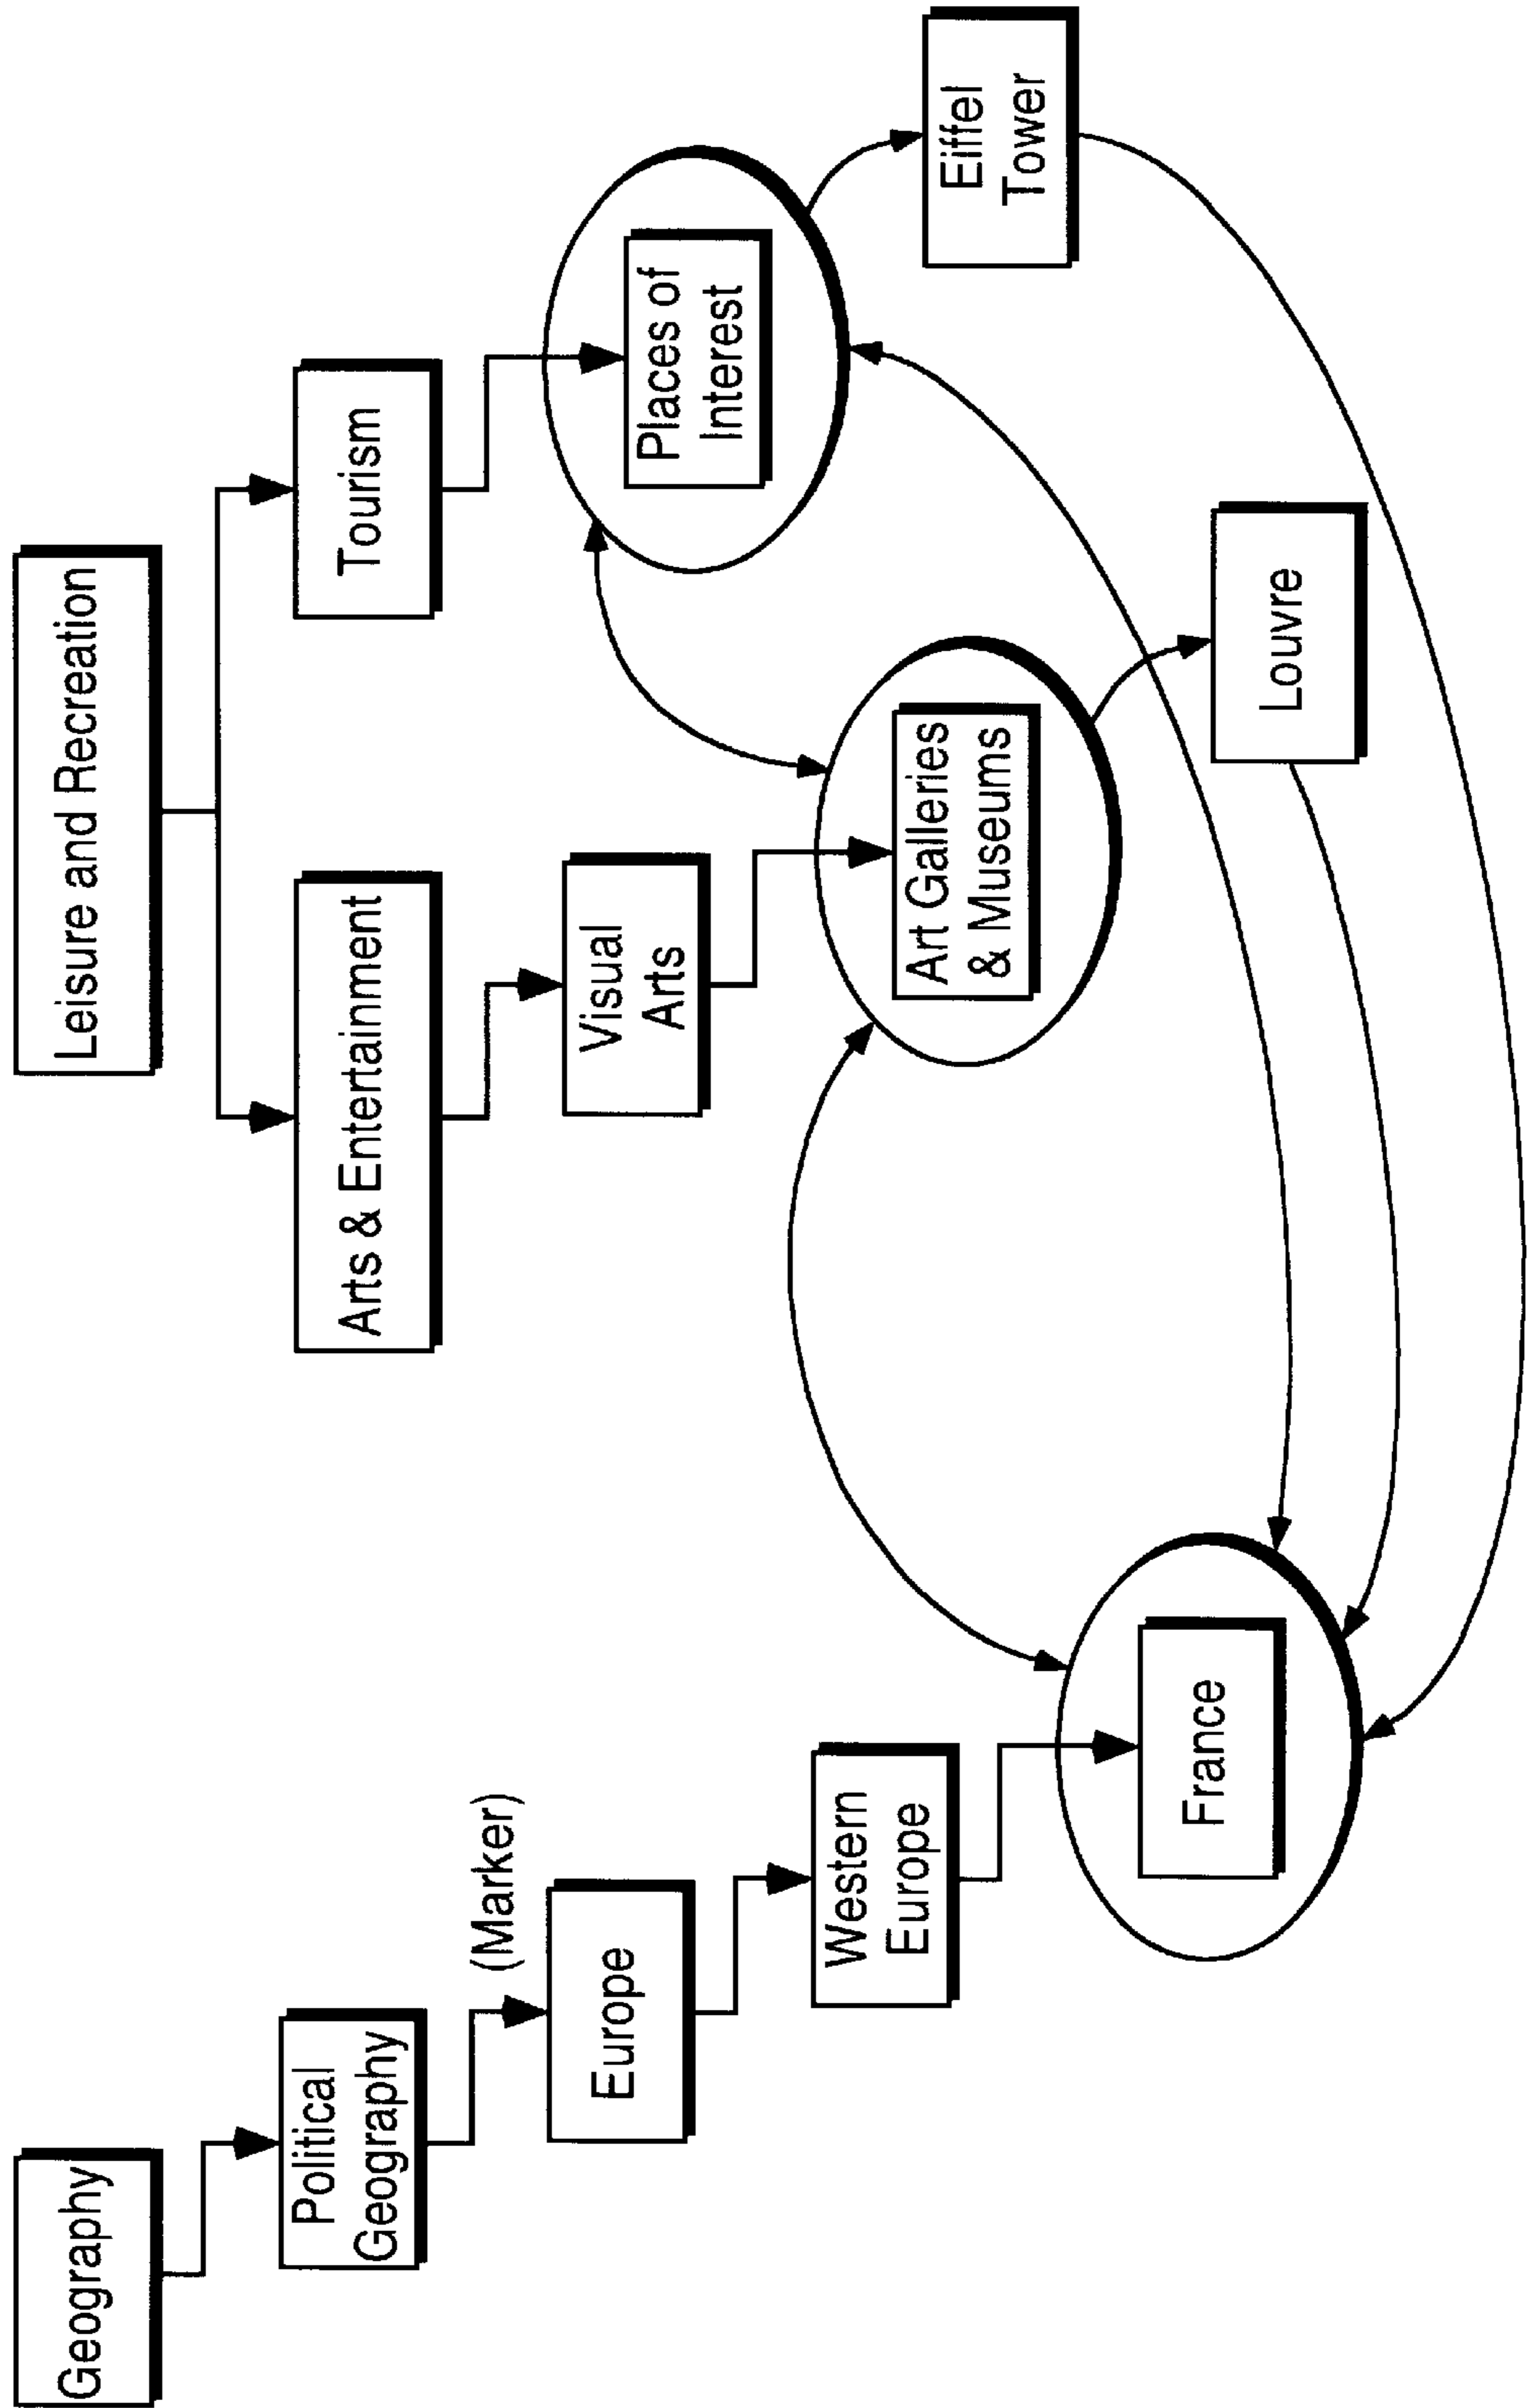 Geography
Political
Geography
(Marker)
Europe
Western
Europe
France
Leisure and Recreation
Arts & Entertainment
Tourism
Visual
Arts
Places of
Interest
Art Galleries
& Museums
Eiffel
Tower
Louvre